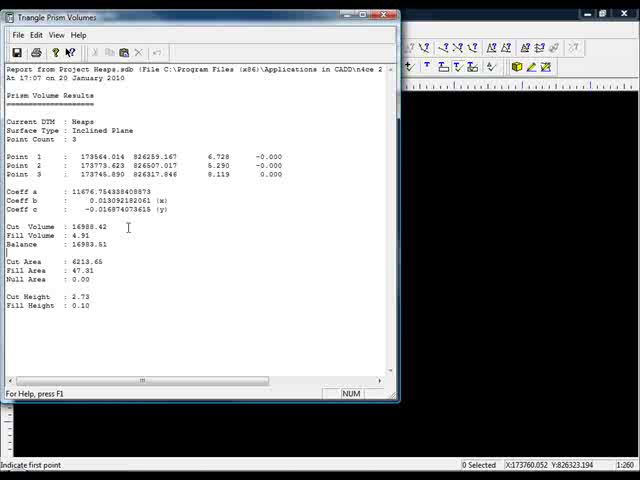 Triangle Prism Volumes
File Edit View Help
Report from Project Heaps.sdb (File C:\Program Files (x86)\Applications in CADD\n4ce 2
At 17:07 on 20 January 2010
Prism Volume Results
====================
Current DTM : Heaps
Surface Type : Inclined Plane
Point Count : 3
Point 1 : 173564.014 826259.167 6.728 -0.000
Point 2 : 173773.623 826507.017 5.290 -0.000
Point 3 : 173745.890 826317.846 8.119 0.000
Coeff a : 11676.754338408873
Coeff b : 0.013092182061 (x)
Coeff c : -0.016874073615 (y)
Cut Volume : 16988.42
Fill Volume : 4.91
Balance : 16983.51
Cut Area : 6213.65
Fill Area : 47.31
Null Area : 0.00
Cut Height : 2.73
Fill Height : 0.10
For Help, press F1
NUM
Indicate first point
0 Selected X:173760.052 Y:826323.194 1:260